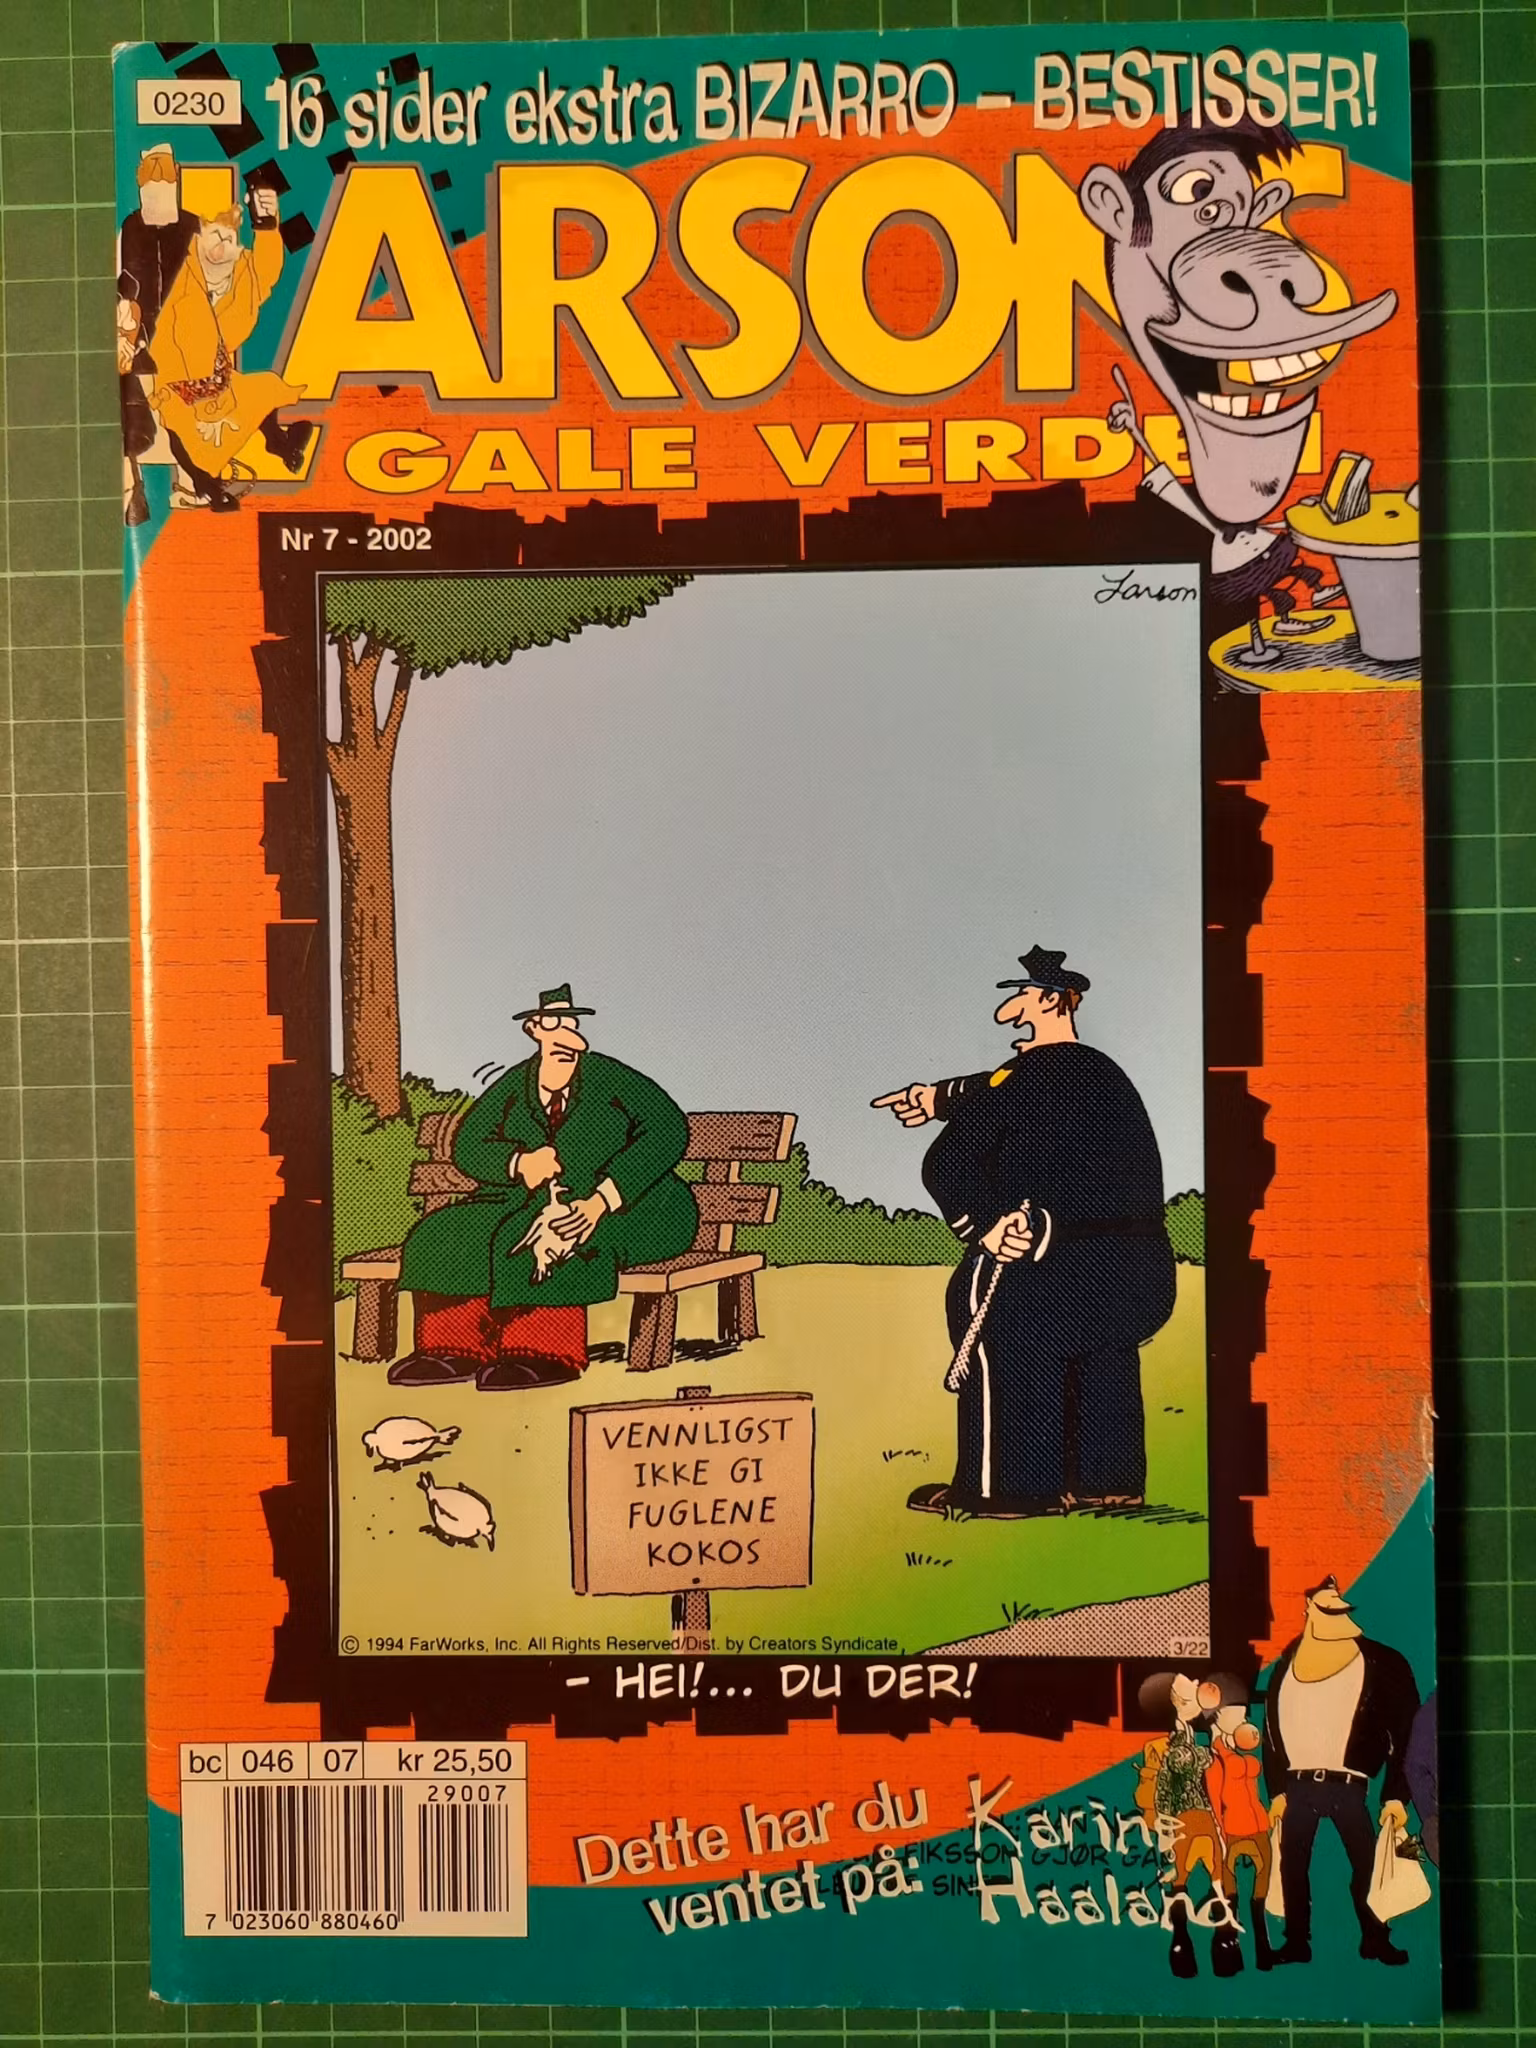 0230
16 sider ekstra BIZARRO – BESTISSER!
LARSONS
GALE VERDEN
Nr 7 - 2002
Larson
VENNLIGST
IKKE GI
FUGLENE
KOKOS
© 1994 FarWorks, Inc. All Rights Reserved/Dist. by Creators Syndicate
3/22
- HEI!... DU DER!
bc 046 07 kr 25,50
29007
7 023060 880460
Dette har du
ventet på:
Karine
Haaland